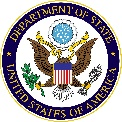 DEPARTMENT OF STATE
UNITED STATES OF AMERICA